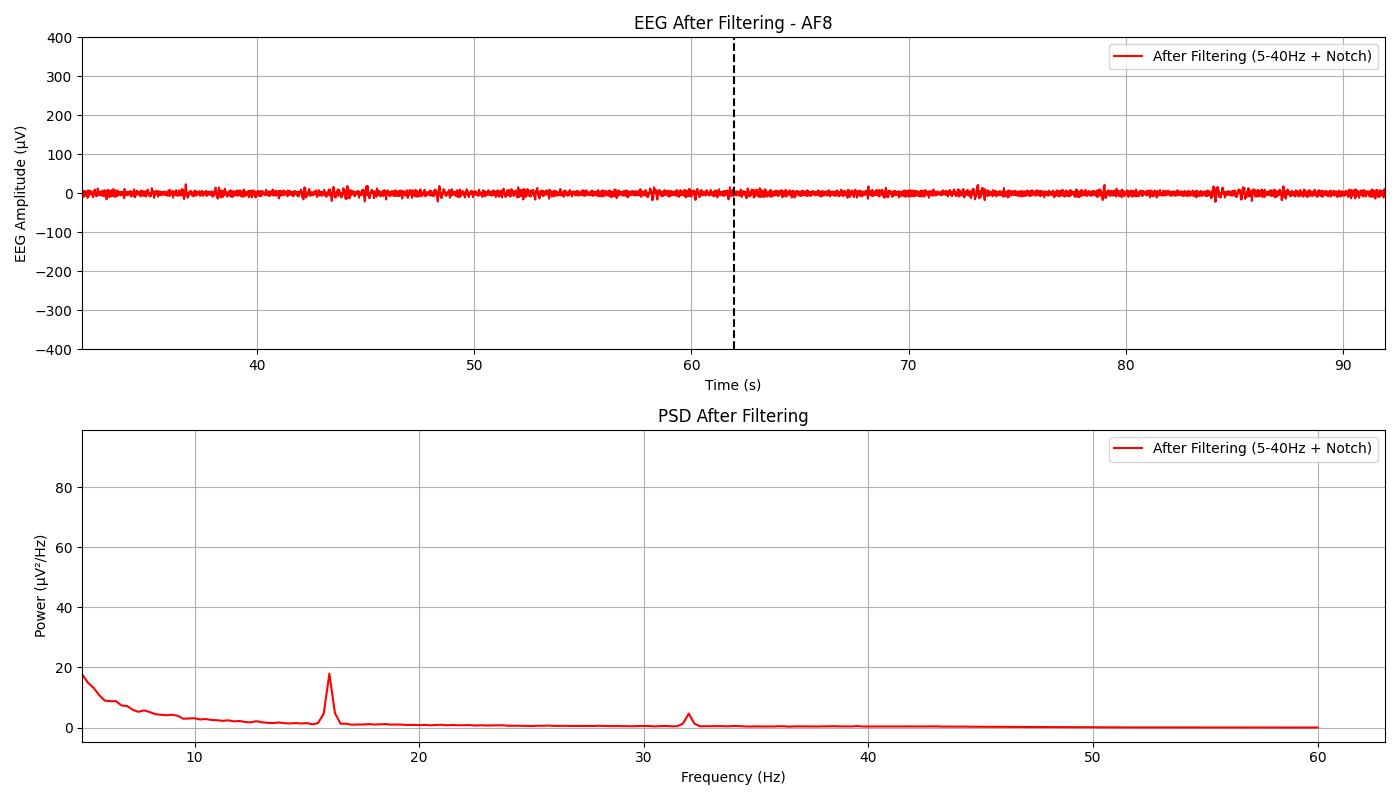 EEG After Filtering - AF8
After Filtering (5-40Hz + Notch)
EEG Amplitude (μV)
400
300
200
100
0
−100
−200
−300
−400
40 50 60 70 80 90
Time (s)
PSD After Filtering
After Filtering (5-40Hz + Notch)
Power (μV²/Hz)
80
60
40
20
0
10 20 30 40 50 60
Frequency (Hz)